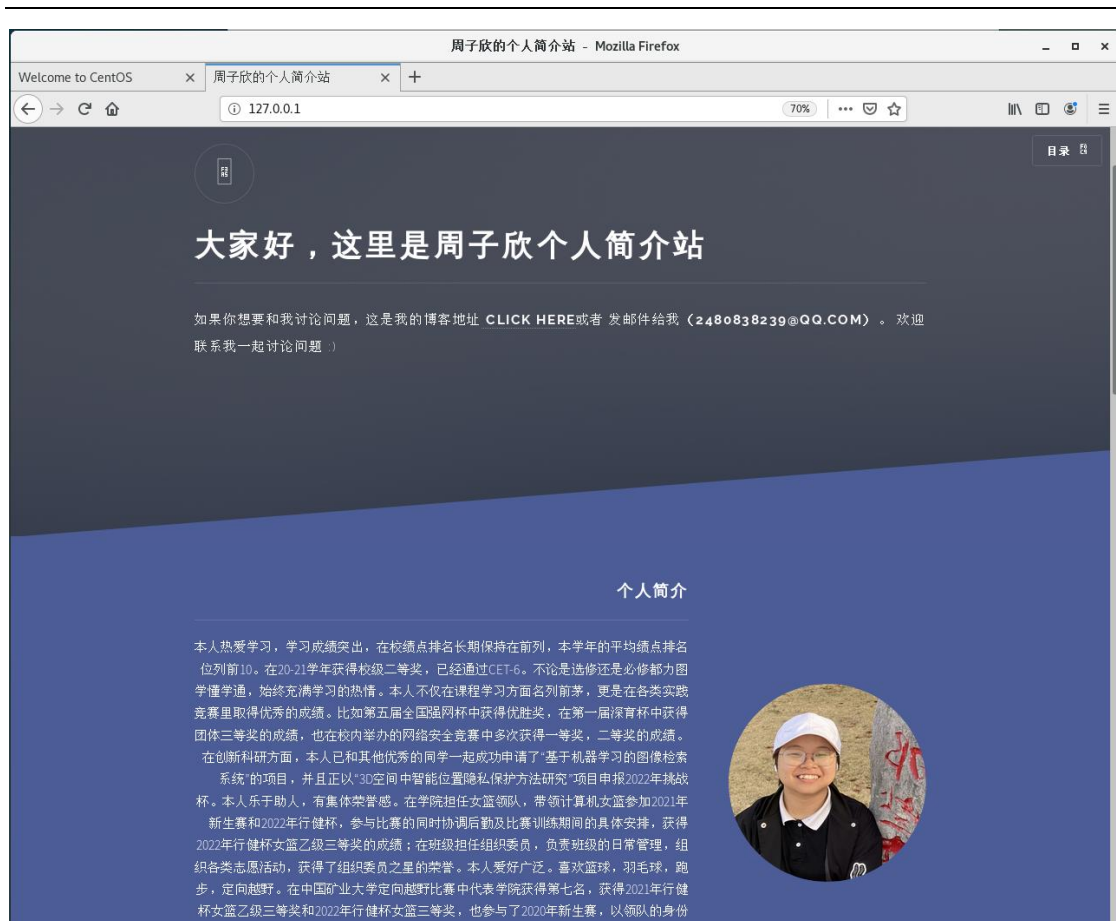 周子欣的个人简介站 - Mozilla Firefox
Welcome to CentOS
周子欣的个人简介站
127.0.0.1
70%
目录
大家好，这里是周子欣个人简介站
如果你想要和我讨论问题，这是我的博客地址 CLICK HERE或者 发邮件给我（2480838239@QQ.COM）。 欢迎
联系我一起讨论问题 :)
个人简介
本人热爱学习，学习成绩突出，在校绩点排名长期保持在前列，本学年的平均绩点排名
位列前10。在20-21学年获得校级二等奖，已经通过CET-6。不论是选修还是必修都力图
学懂学通，始终充满学习的热情。本人不仅在课程学习方面名列前茅，更是在各类实践
竞赛里取得优秀的成绩。比如第五届全国强网杯中获得优胜奖，在第一届深育杯中获得
团体三等奖的成绩，也在校内举办的网络安全竞赛中多次获得一等奖，二等奖的成绩。
在创新科研方面，本人已和其他优秀的同学一起成功申请了“基于机器学习的图像检索
系统”的项目，并且正以“3D空间中智能位置隐私保护方法研究”项目申报2022年挑战
杯。本人乐于助人，有集体荣誉感。在学院担任女篮领队，带领计算机女篮参加2021年
新生赛和2022年行健杯，参与比赛的同时协调后勤及比赛训练期间的具体安排，获得
2022年行健杯女篮乙级三等奖的成绩；在班级担任组织委员，负责班级的日常管理，组
织各类志愿活动，获得了组织委员之星的荣誉。本人爱好广泛。喜欢篮球，羽毛球，跑
步，定向越野。在中国矿业大学定向越野比赛中代表学院获得第七名，获得2021年行健
杯女篮乙级三等奖和2022年行健杯女篮三等奖，也参与了2020年新生赛，以领队的身份